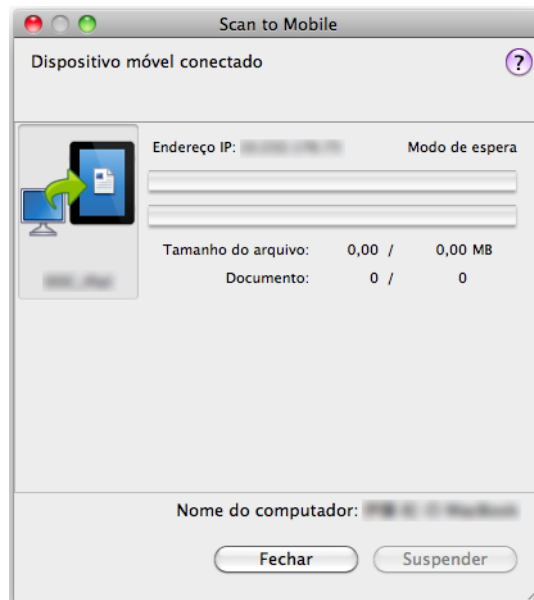 Scan to Mobile
Dispositivo móvel conectado
?
Endereço IP: Modo de espera
Tamanho do arquivo: 0,00 / 0,00 MB
Documento: 0 / 0
Nome do computador:
Fechar Suspender